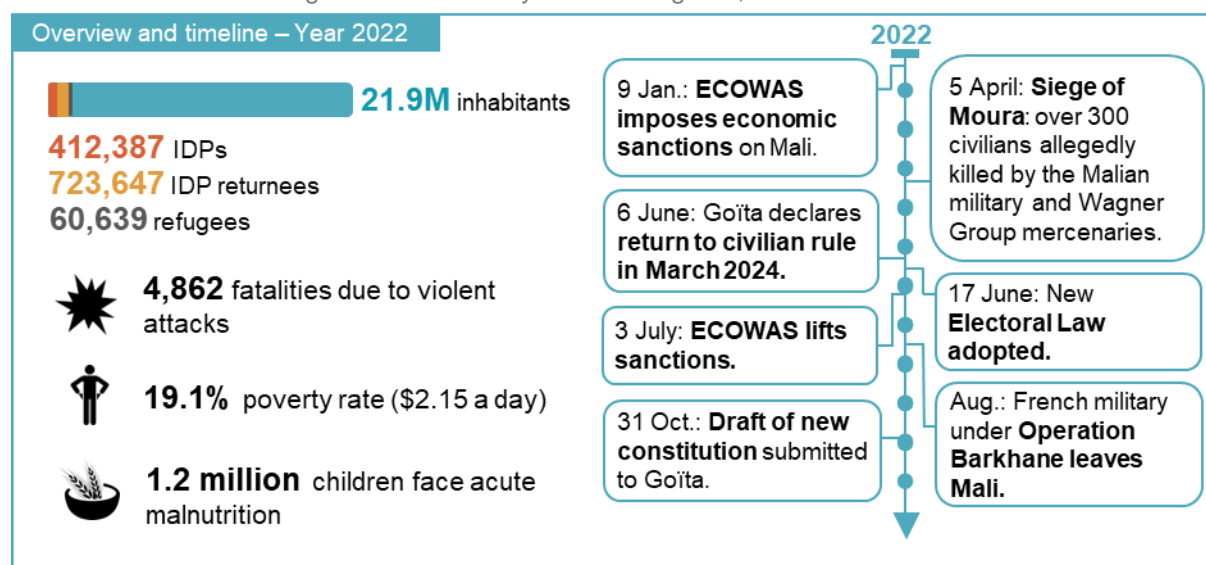 Overview and timeline – Year 2022
21.9M inhabitants
412,387 IDPs
723,647 IDP returnees
60,639 refugees
4,862 fatalities due to violent
attacks
19.1% poverty rate ($2.15 a day)
1.2 million children face acute
malnutrition
2022
9 Jan.: ECOWAS
imposes economic
sanctions on Mali.
5 April: Siege of
Moura: over 300
civilians allegedly
killed by the Malian
military and Wagner
Group mercenaries.
6 June: Goïta declares
return to civilian rule
in March 2024.
17 June: New
Electoral Law
adopted.
3 July: ECOWAS lifts
sanctions.
Aug.: French military
under Operation
Barkhane leaves
Mali.
31 Oct.: Draft of new
constitution submitted
to Goïta.